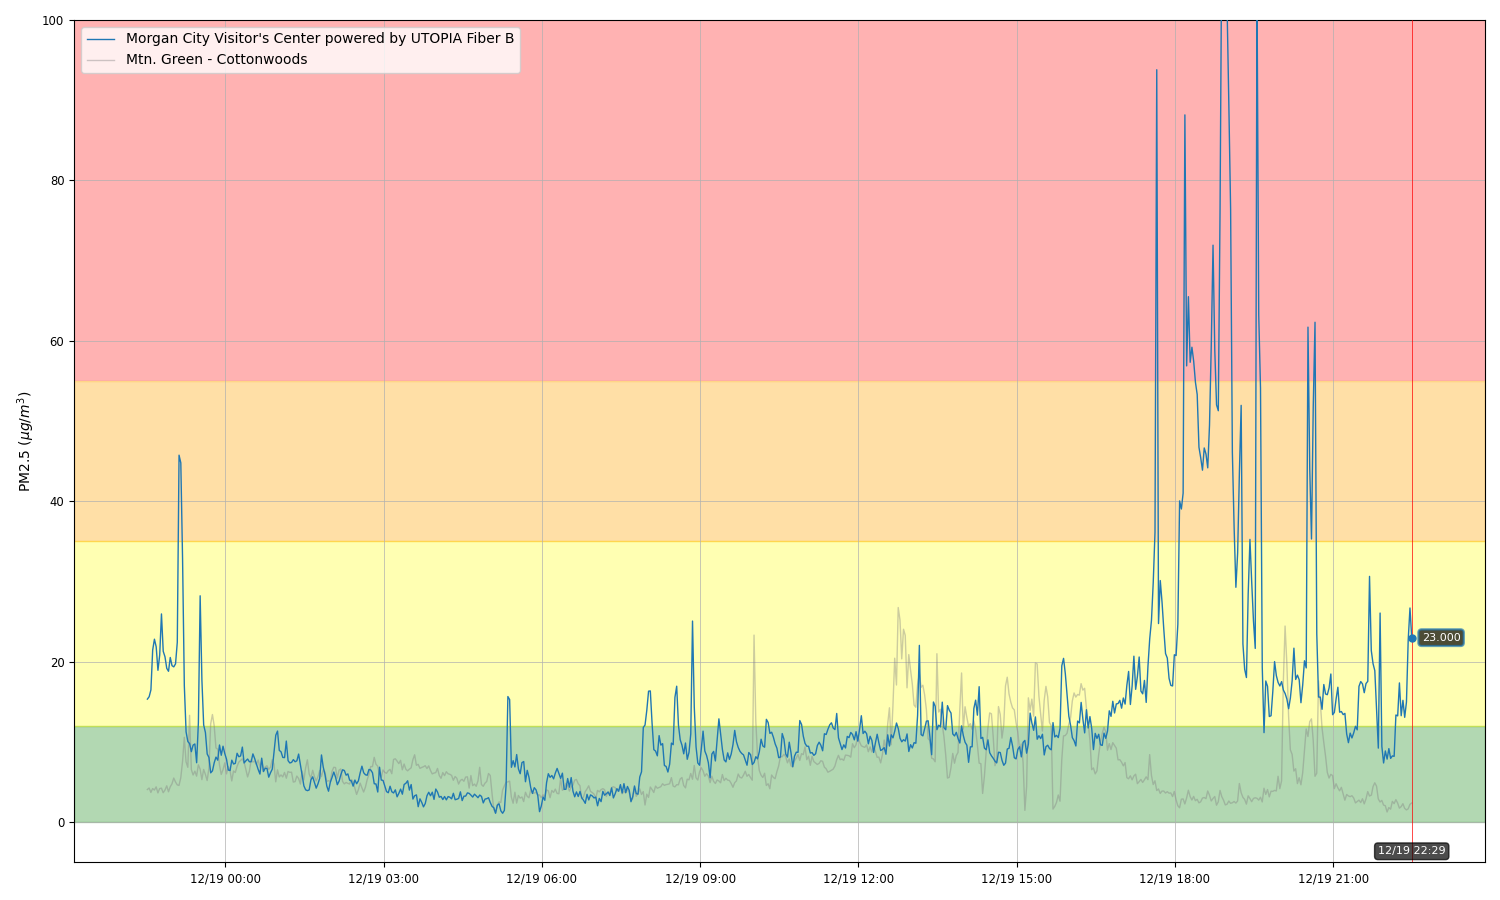 100
Morgan City Visitor's Center powered by UTOPIA Fiber B
Mtn. Green - Cottonwoods
80
60
40
20
0
PM2.5 (μg/m³)
23.000
12/19 22:29
12/19 00:00 12/19 03:00 12/19 06:00 12/19 09:00 12/19 12:00 12/19 15:00 12/19 18:00 12/19 21:00